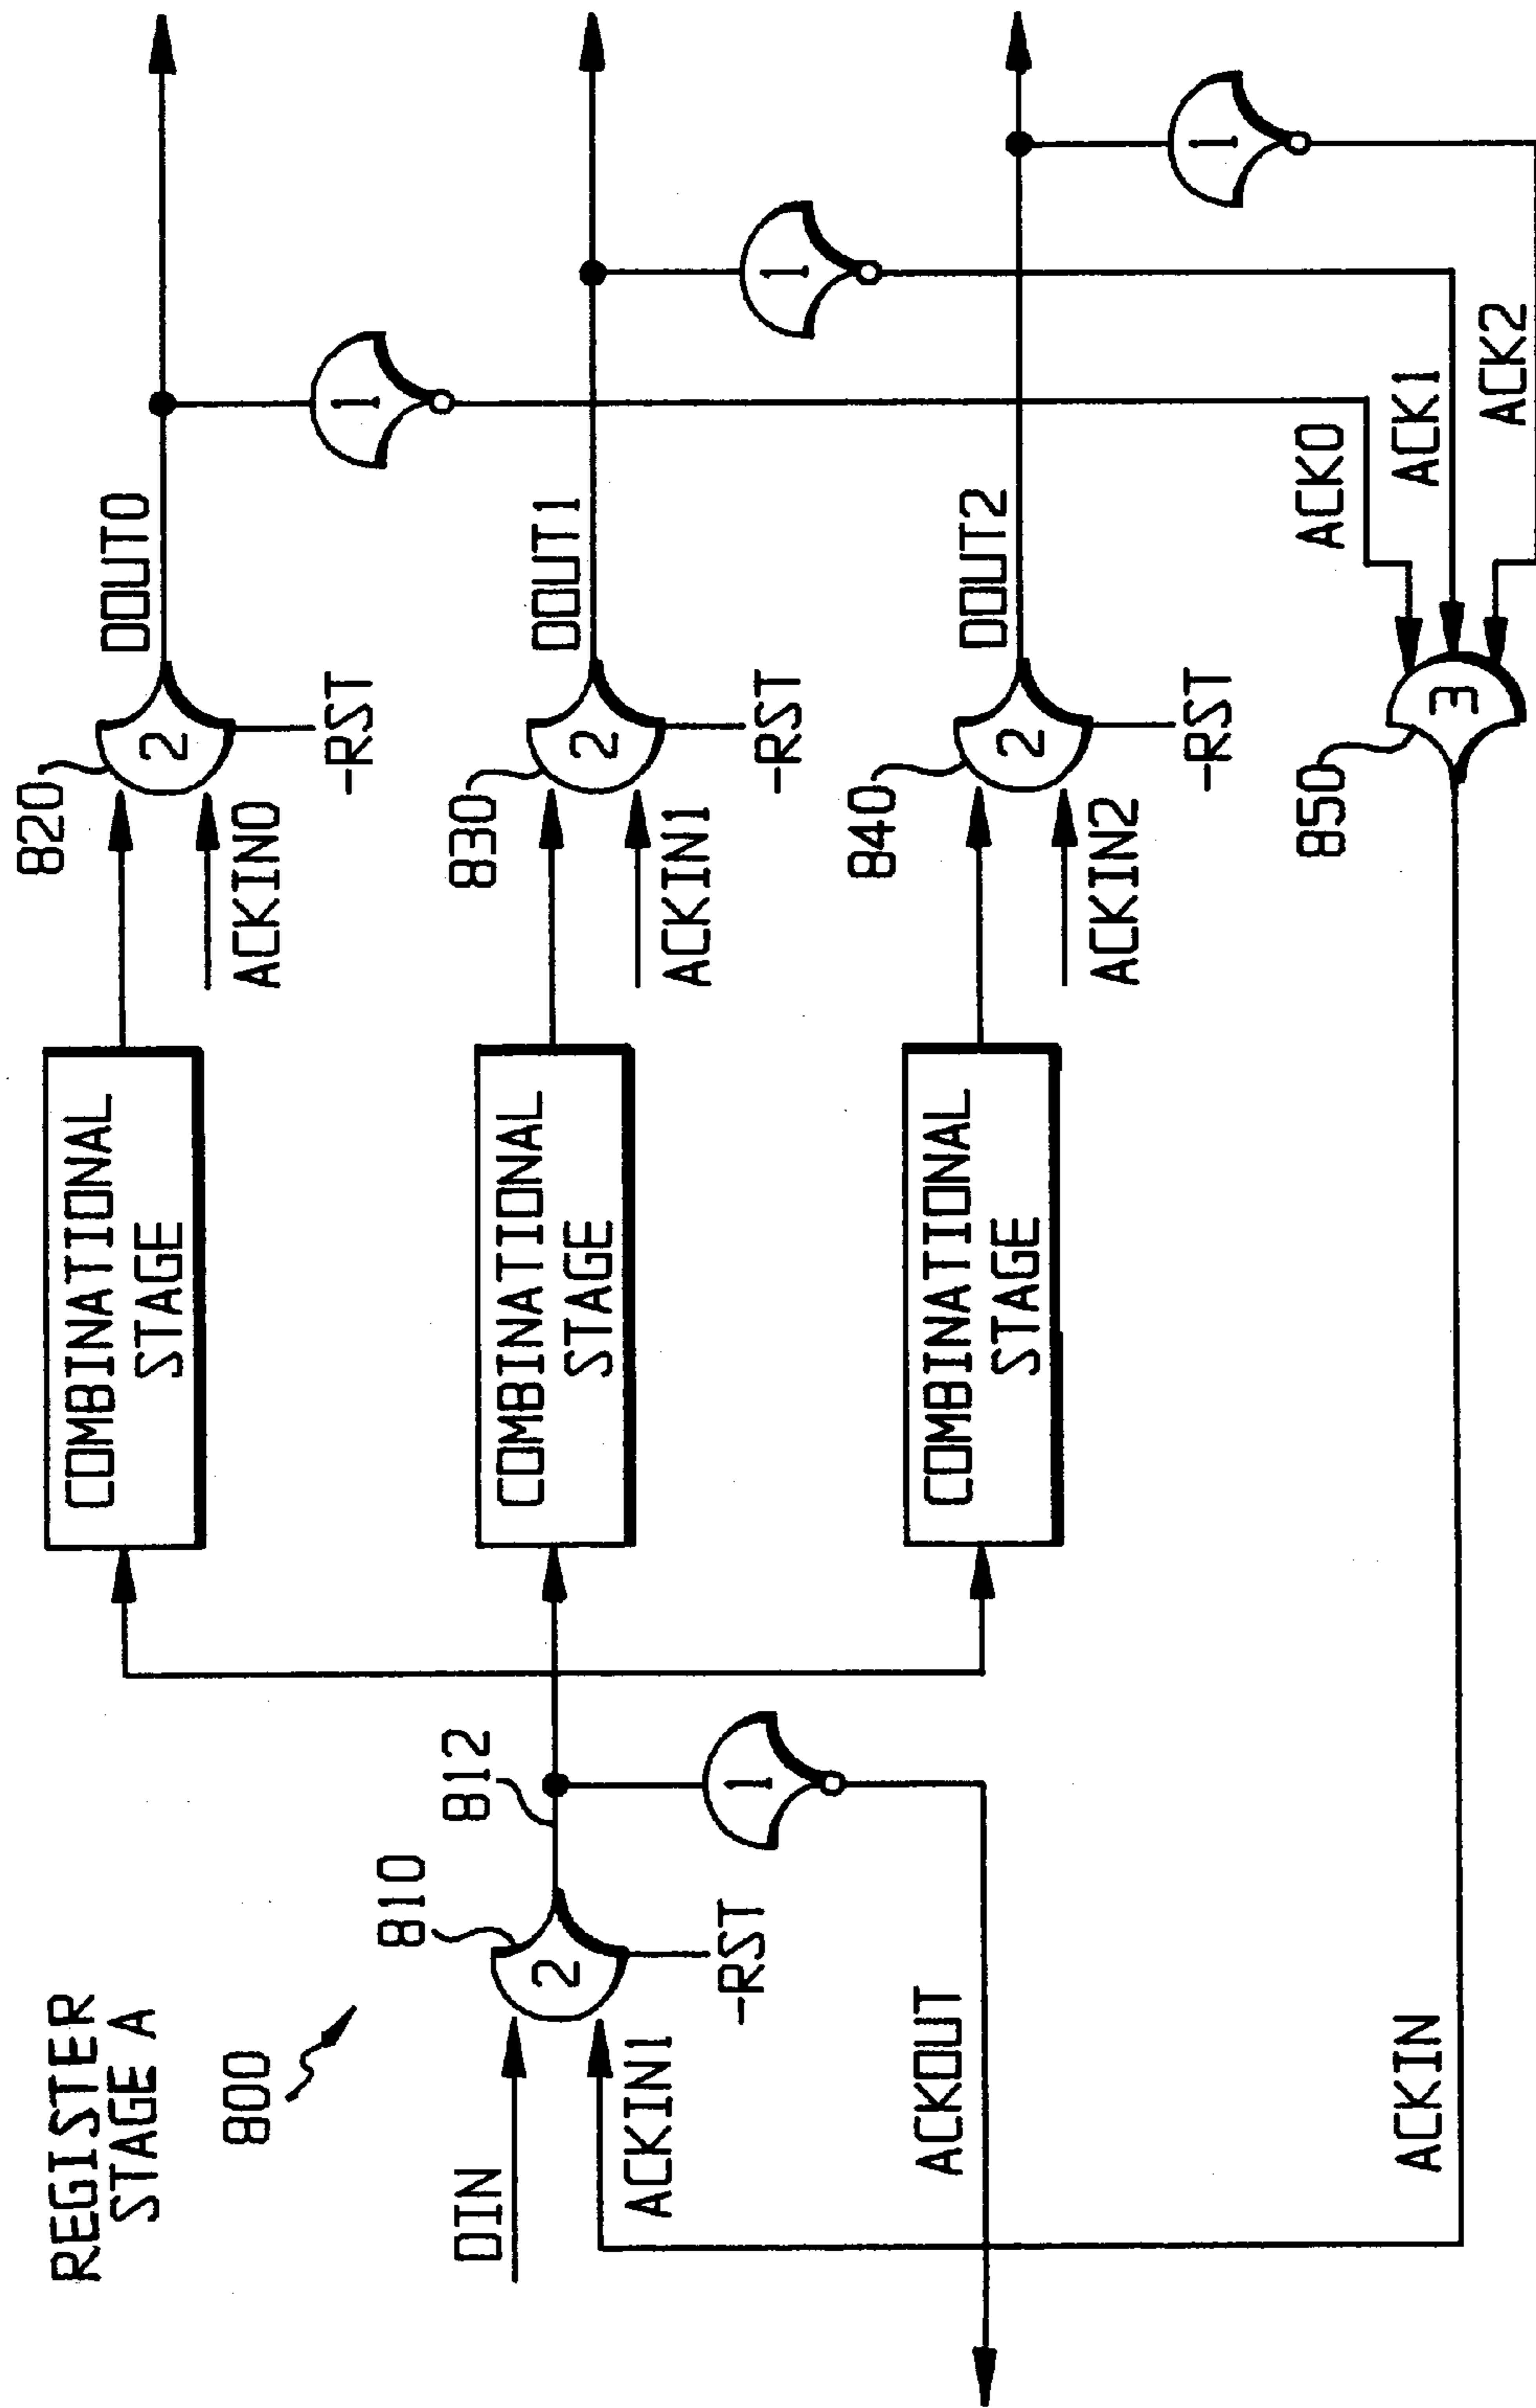 REGISTER
STAGE A
800
DIN
ACKIN1
810
2
-RST
812
1
ACKOUT
ACKIN
COMBINATIONAL
STAGE
COMBINATIONAL
STAGE
COMBINATIONAL
STAGE
820
2
ACKIN0
-RST
DOUT0
1
830
2
ACKIN1
-RST
DOUT1
1
840
2
ACKIN2
-RST
DOUT2
1
850
3
ACK0
ACK1
ACK2